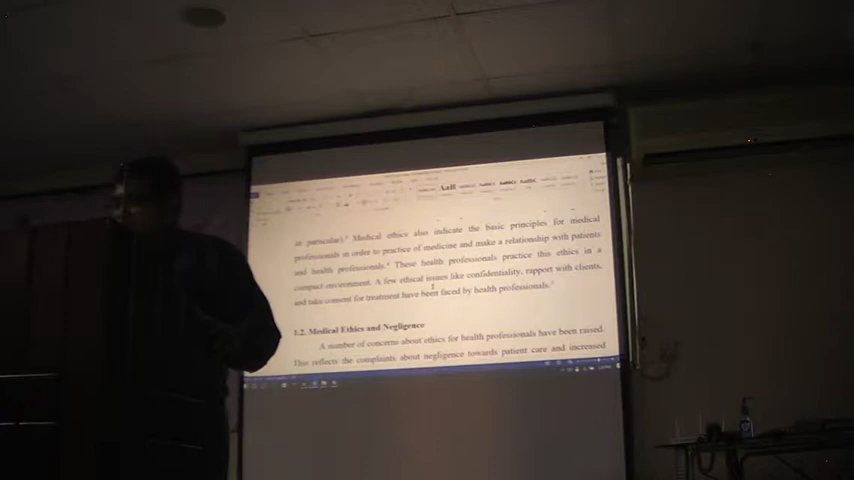 in particular).
Medical ethics also indicate the basic principles for medical
professionals in order to practice of medicine and make a relationship with patients
and health professionals.⁴ These health professionals practice this ethics in a
compact environment. A few ethical issues like confidentiality, rapport with clients,
and take consent for treatment have been faced by health professionals.⁵
1.2. Medical Ethics and Negligence
A number of concerns about ethics for health professionals have been raised.
This reflects the complaints about negligence towards patient care and increased